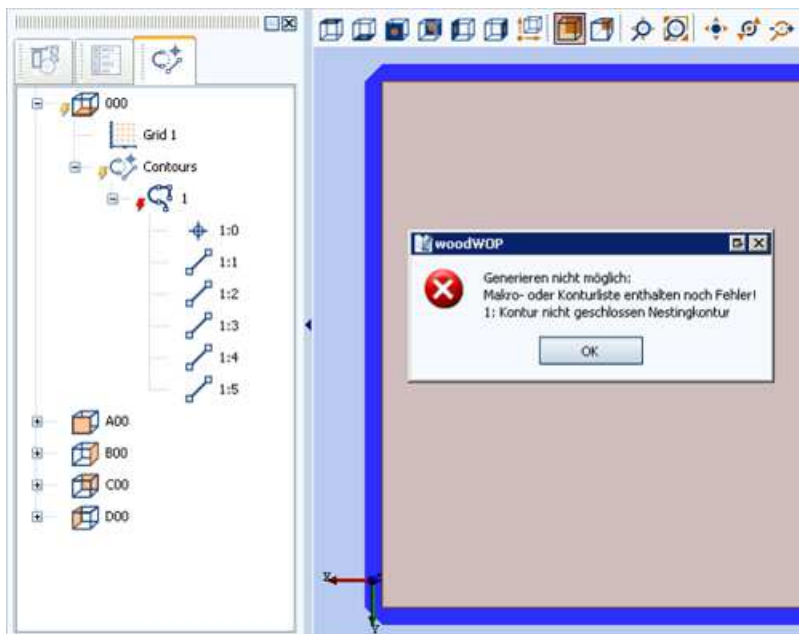 000
Grid 1
Contours
1
1:0
1:1
1:2
1:3
1:4
1:5
A00
B00
C00
D00
woodWOP
Generieren nicht möglich:
Makro- oder Konturliste enthalten noch Fehler!
1: Kontur nicht geschlossen Nestingkontur
OK
X
Y